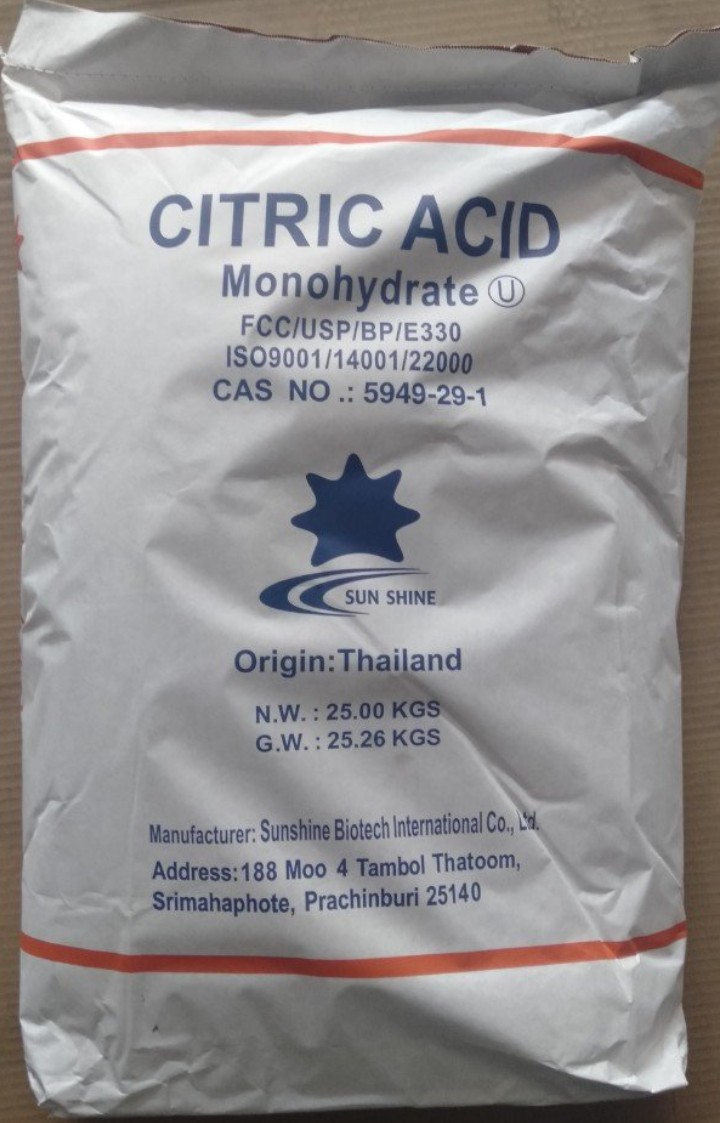 CITRIC ACID
Monohydrate Ⓤ
FCC/USP/BP/E330
ISO9001/14001/22000
CAS NO .: 5949-29-1
SUN SHINE
Origin:Thailand
N.W. : 25.00 KGS
G.W. : 25.26 KGS
Manufacturer: Sunshine Biotech International Co., Ltd.
Address:188 Moo 4 Tambol Thatoom,
Srimahaphote, Prachinburi 25140